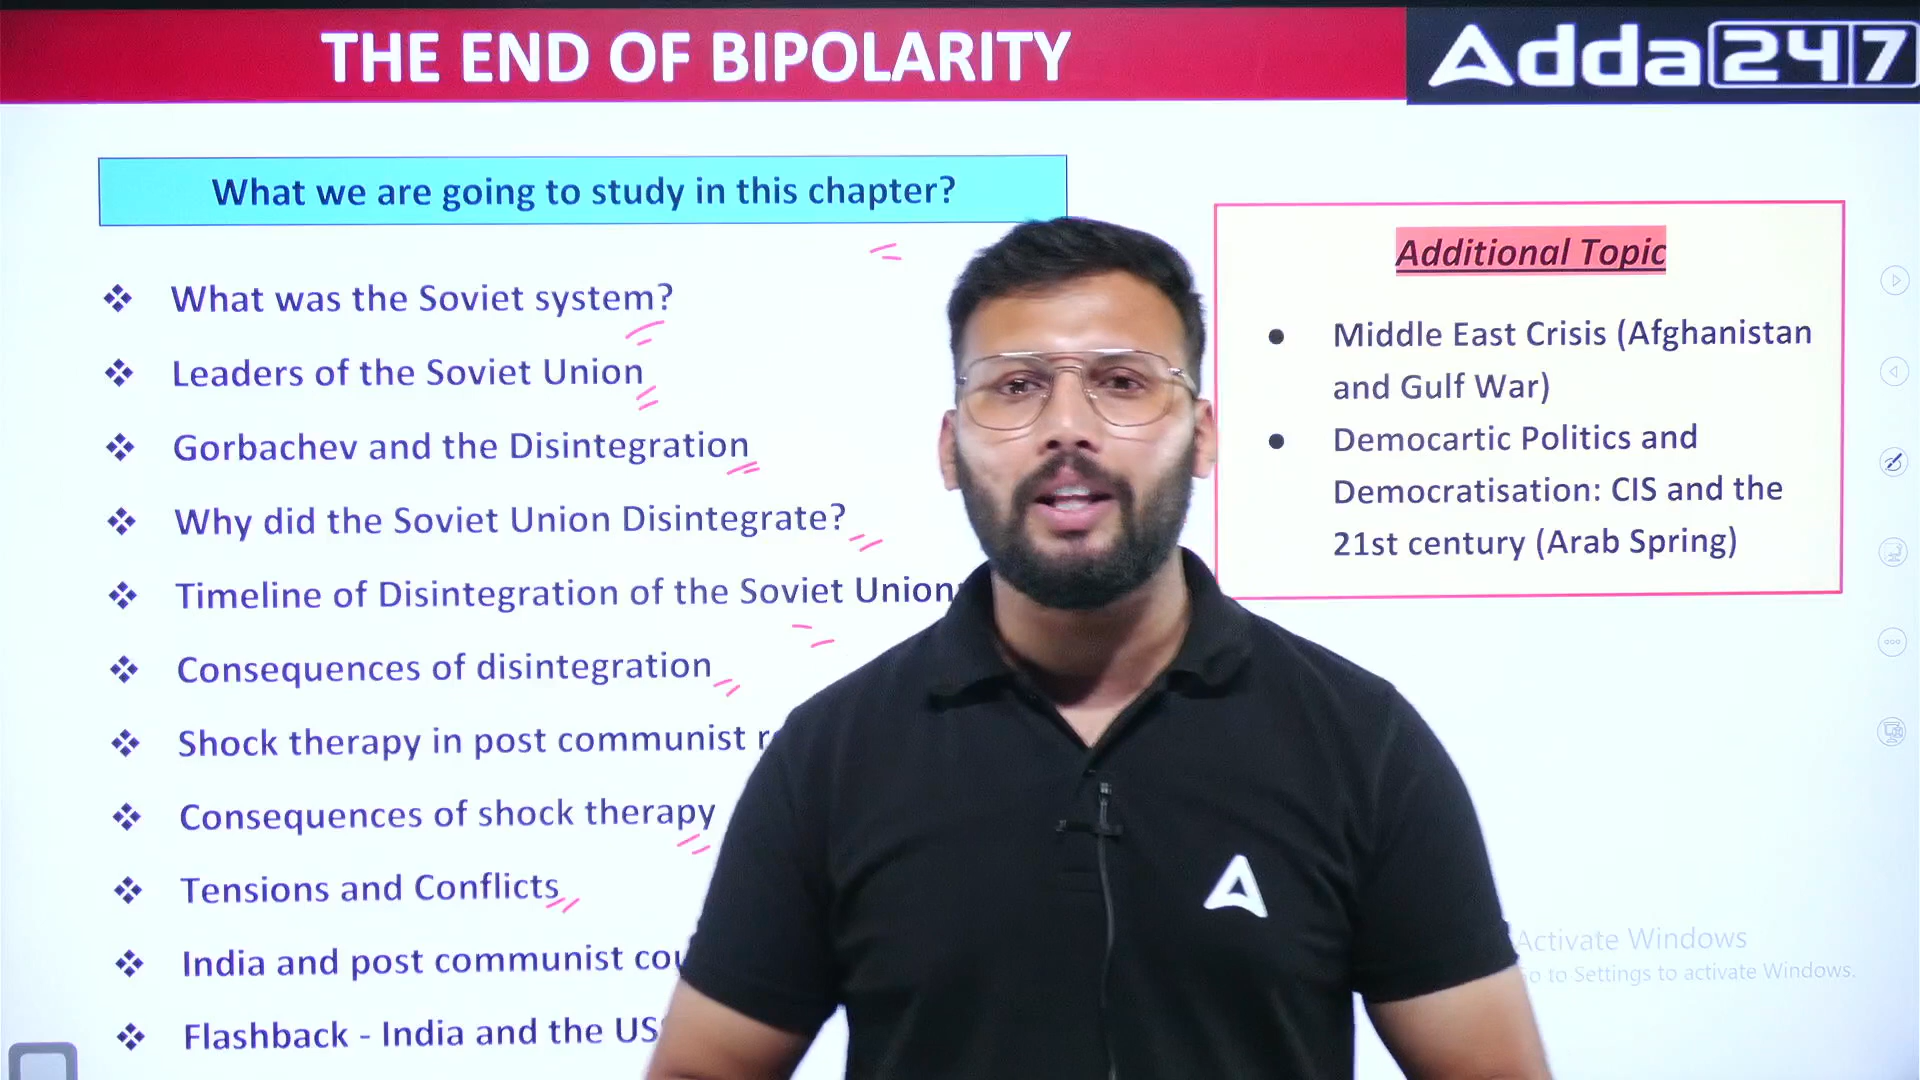 THE END OF BIPOLARITY
Adda247
What we are going to study in this chapter?
What was the Soviet system?
Leaders of the Soviet Union
Gorbachev and the Disintegration
Why did the Soviet Union Disintegrate?
Timeline of Disintegration of the Soviet Union
Consequences of disintegration
Shock therapy in post communist
Consequences of shock therapy
Tensions and Conflicts
India and post communist
Flashback - India and the
Additional Topic
Middle East Crisis (Afghanistan
and Gulf War)
Democartic Politics and
Democratisation: CIS and the
21st century (Arab Spring)
Activate Windows
to Settings to activate Windows.